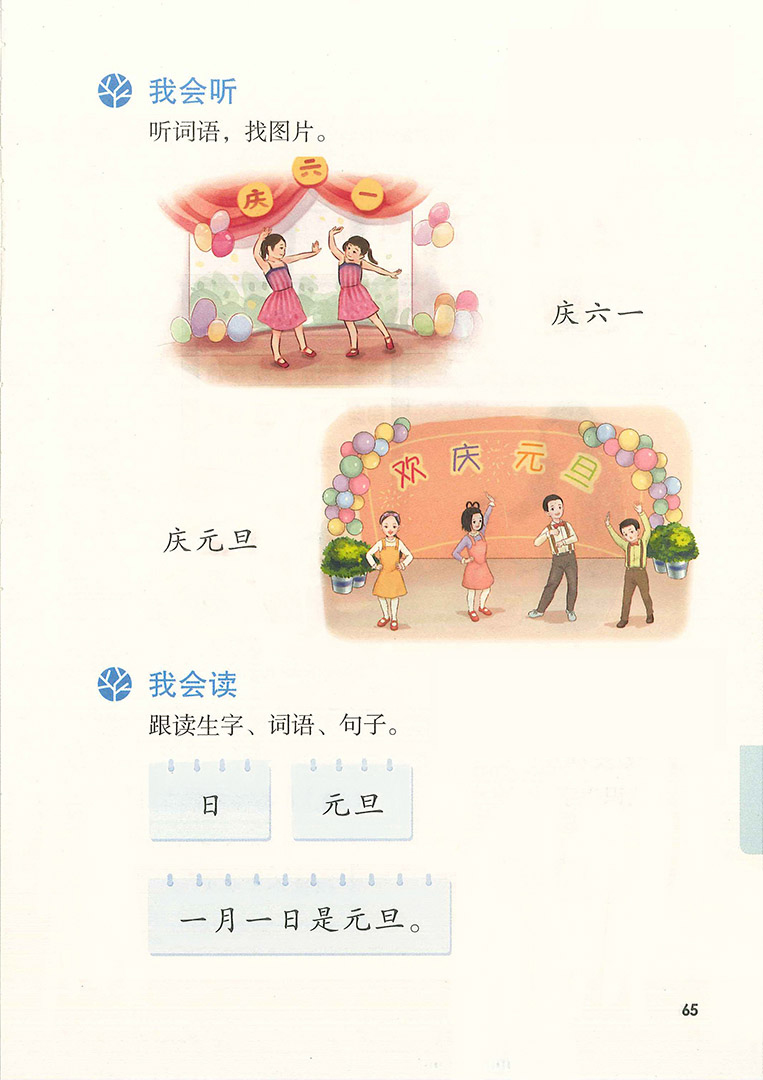 我会听
听词语，找图片。
庆六一
庆六一
欢庆元旦
庆元旦
我会读
跟读生字、词语、句子。
日
元旦
一月一日是元旦。
65